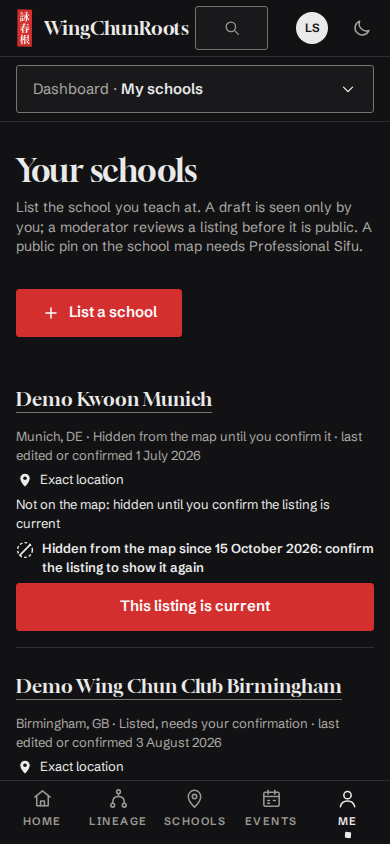 詠春根
WingChunRoots
LS
Dashboard · My schools
Your schools
List the school you teach at. A draft is seen only by
you; a moderator reviews a listing before it is public. A
public pin on the school map needs Professional Sifu.
+ List a school
Demo Kwoon Munich
Munich, DE · Hidden from the map until you confirm it · last
edited or confirmed 1 July 2026
Exact location
Not on the map: hidden until you confirm the listing is
current
Hidden from the map since 15 October 2026: confirm
the listing to show it again
This listing is current
Demo Wing Chun Club Birmingham
Birmingham, GB · Listed, needs your confirmation · last
edited or confirmed 3 August 2026
Exact location
HOME
LINEAGE
SCHOOLS
EVENTS
ME